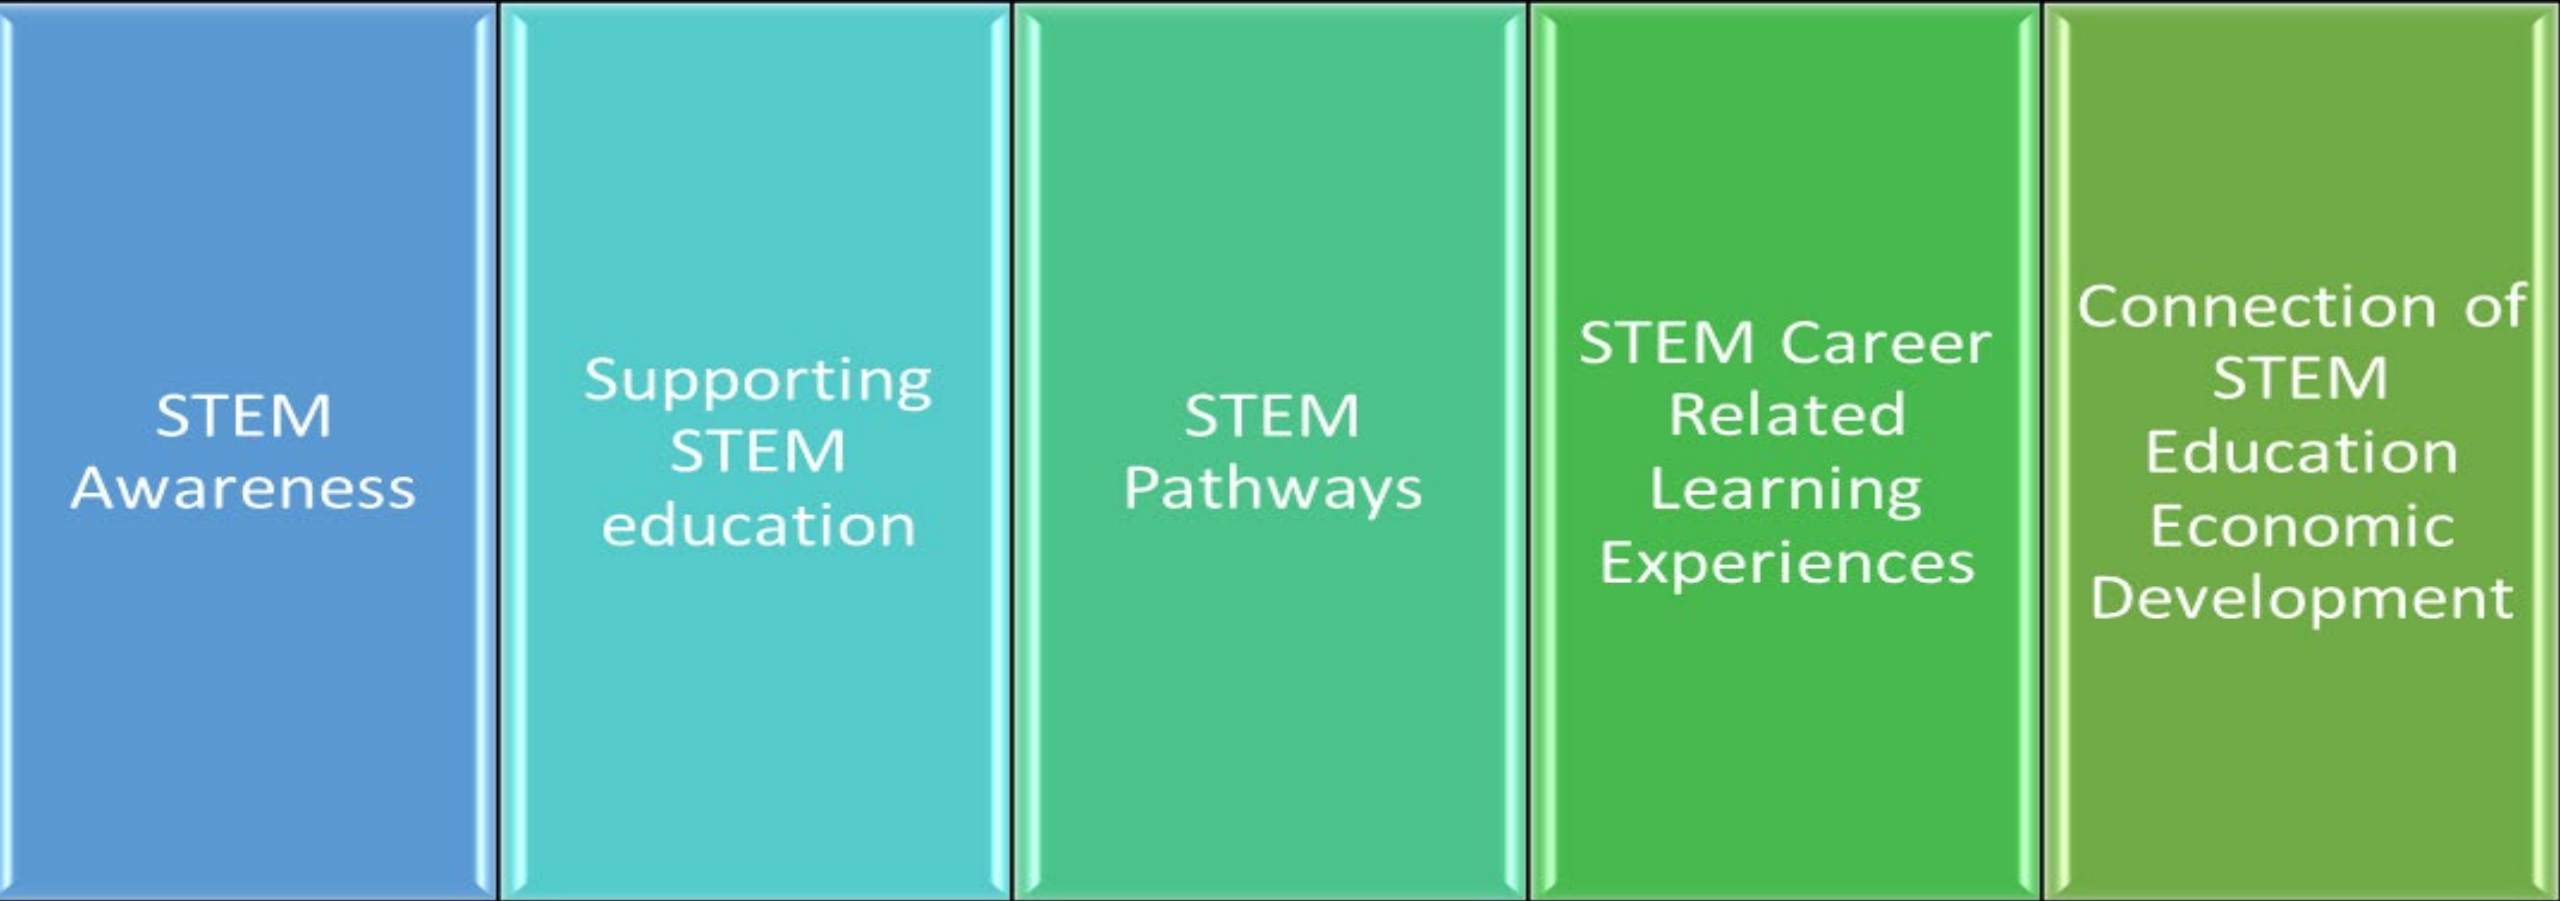 STEM
Awareness
Supporting
STEM
education
STEM
Pathways
STEM Career
Related
Learning
Experiences
Connection of
STEM
Education
Economic
Development